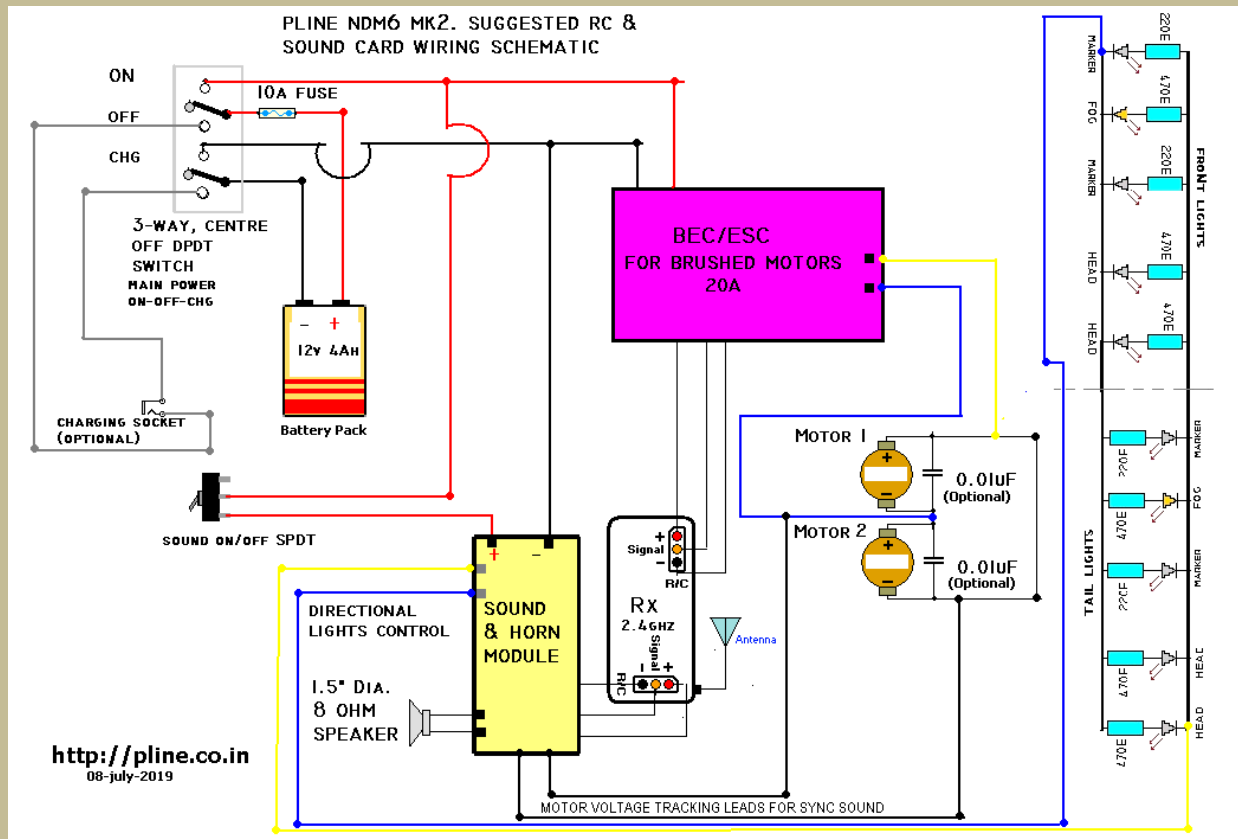 PLINE NDM6 MK2. SUGGESTED RC &
SOUND CARD WIRING SCHEMATIC
ON
OFF
CHG
10A FUSE
3-WAY, CENTRE
OFF DPDT
SWITCH
MAIN POWER
ON-OFF-CHG
− +
12V 4AH
Battery Pack
CHARGING SOCKET
(OPTIONAL)
SOUND ON/OFF SPDT
BEC/ESC
FOR BRUSHED MOTORS
20A
MOTOR 1
+
−
0.01UF
(Optional)
MOTOR 2
+
−
0.01UF
(Optional)
+
Signal
−
R/C
RX
2.4GHZ
Signal
− +
R/C
Antenna
+ −
SOUND
& HORN
MODULE
DIRECTIONAL
LIGHTS CONTROL
1.5" DIA.
8 OHM
SPEAKER
MOTOR VOLTAGE TRACKING LEADS FOR SYNC SOUND
http://pline.co.in
08-july-2019
MARKER
220E
FOG
470E
MARKER
220E
HEAD
470E
HEAD
470E
FRONT LIGHTS
TAIL LIGHTS
220F
MARKER
470E
FOG
220F
MARKER
470F
HEAD
470E
HEAD